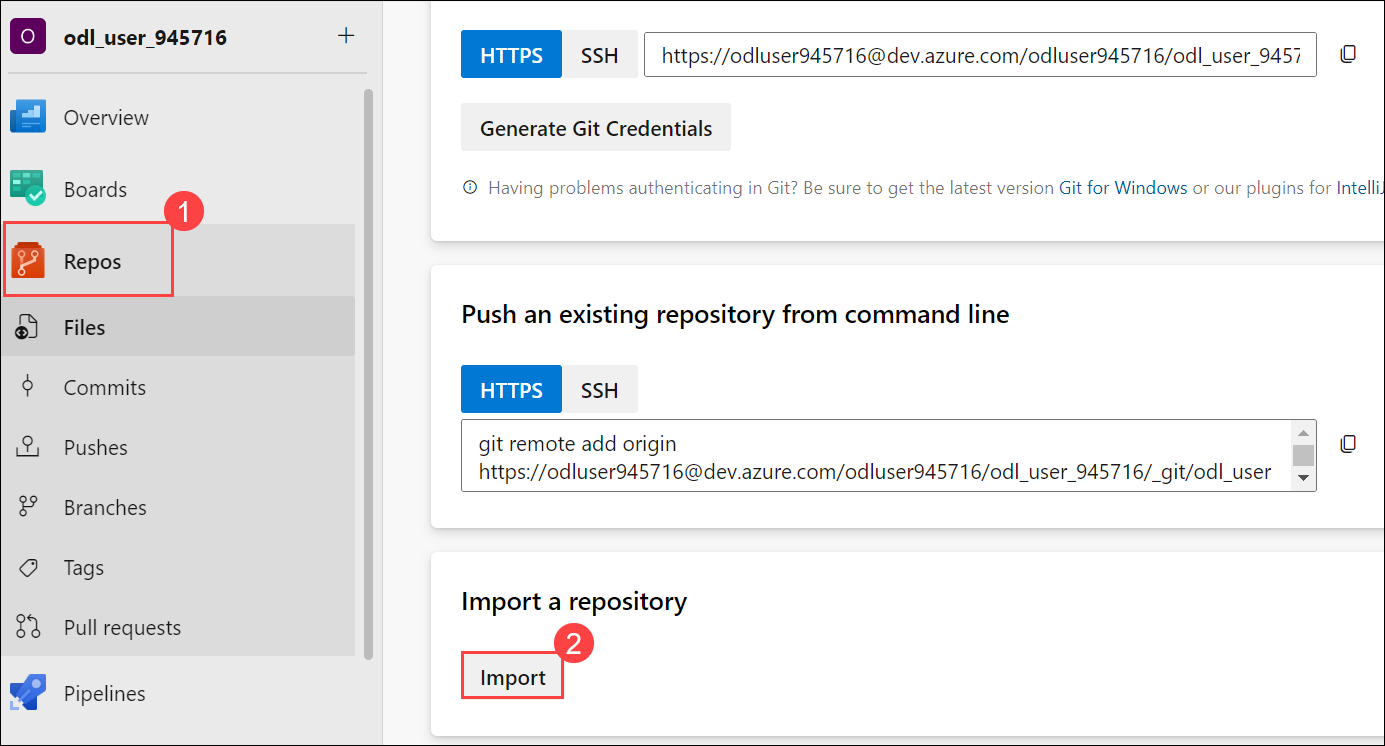 O
odl_user_945716
+
Overview
Boards
1
Repos
Files
Commits
Pushes
Branches
Tags
Pull requests
Pipelines
HTTPS
SSH
https://odluser945716@dev.azure.com/odluser945716/odl_user_9457
Generate Git Credentials
Having problems authenticating in Git? Be sure to get the latest version Git for Windows or our plugins for IntelliJ
Push an existing repository from command line
HTTPS
SSH
git remote add origin
https://odluser945716@dev.azure.com/odluser945716/odl_user_945716/_git/odl_user
Import a repository
2
Import